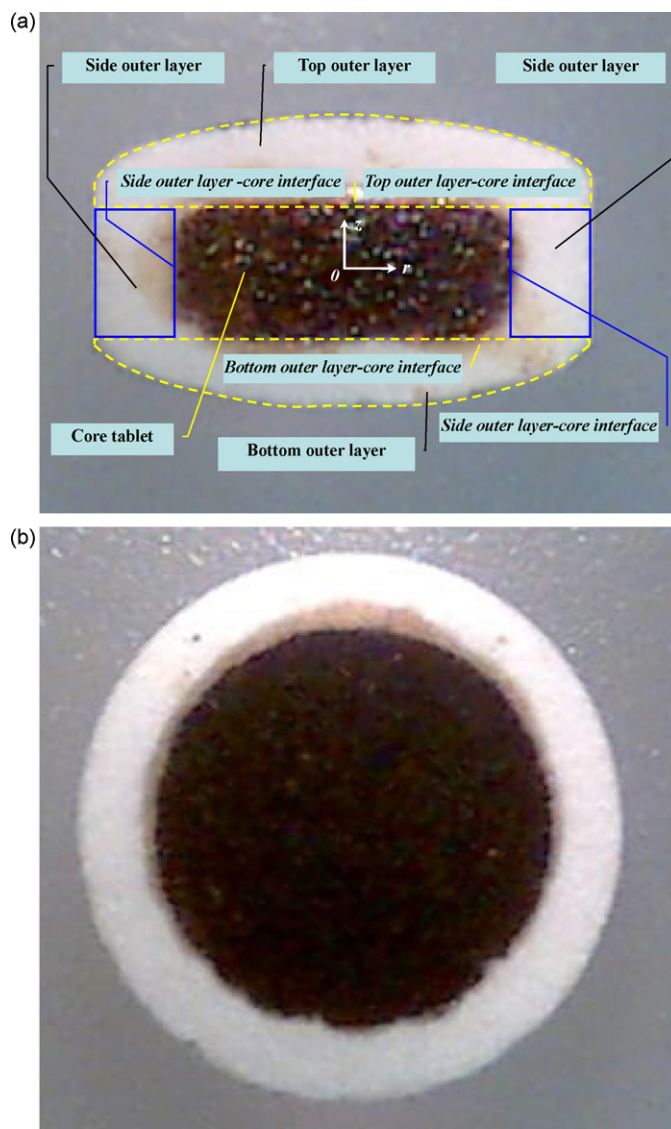 (a)
Side outer layer
Top outer layer
Side outer layer
Side outer layer -core interface
Top outer layer-core interface
z
0
r
Bottom outer layer-core interface
Side outer layer-core interface
Core tablet
Bottom outer layer
(b)